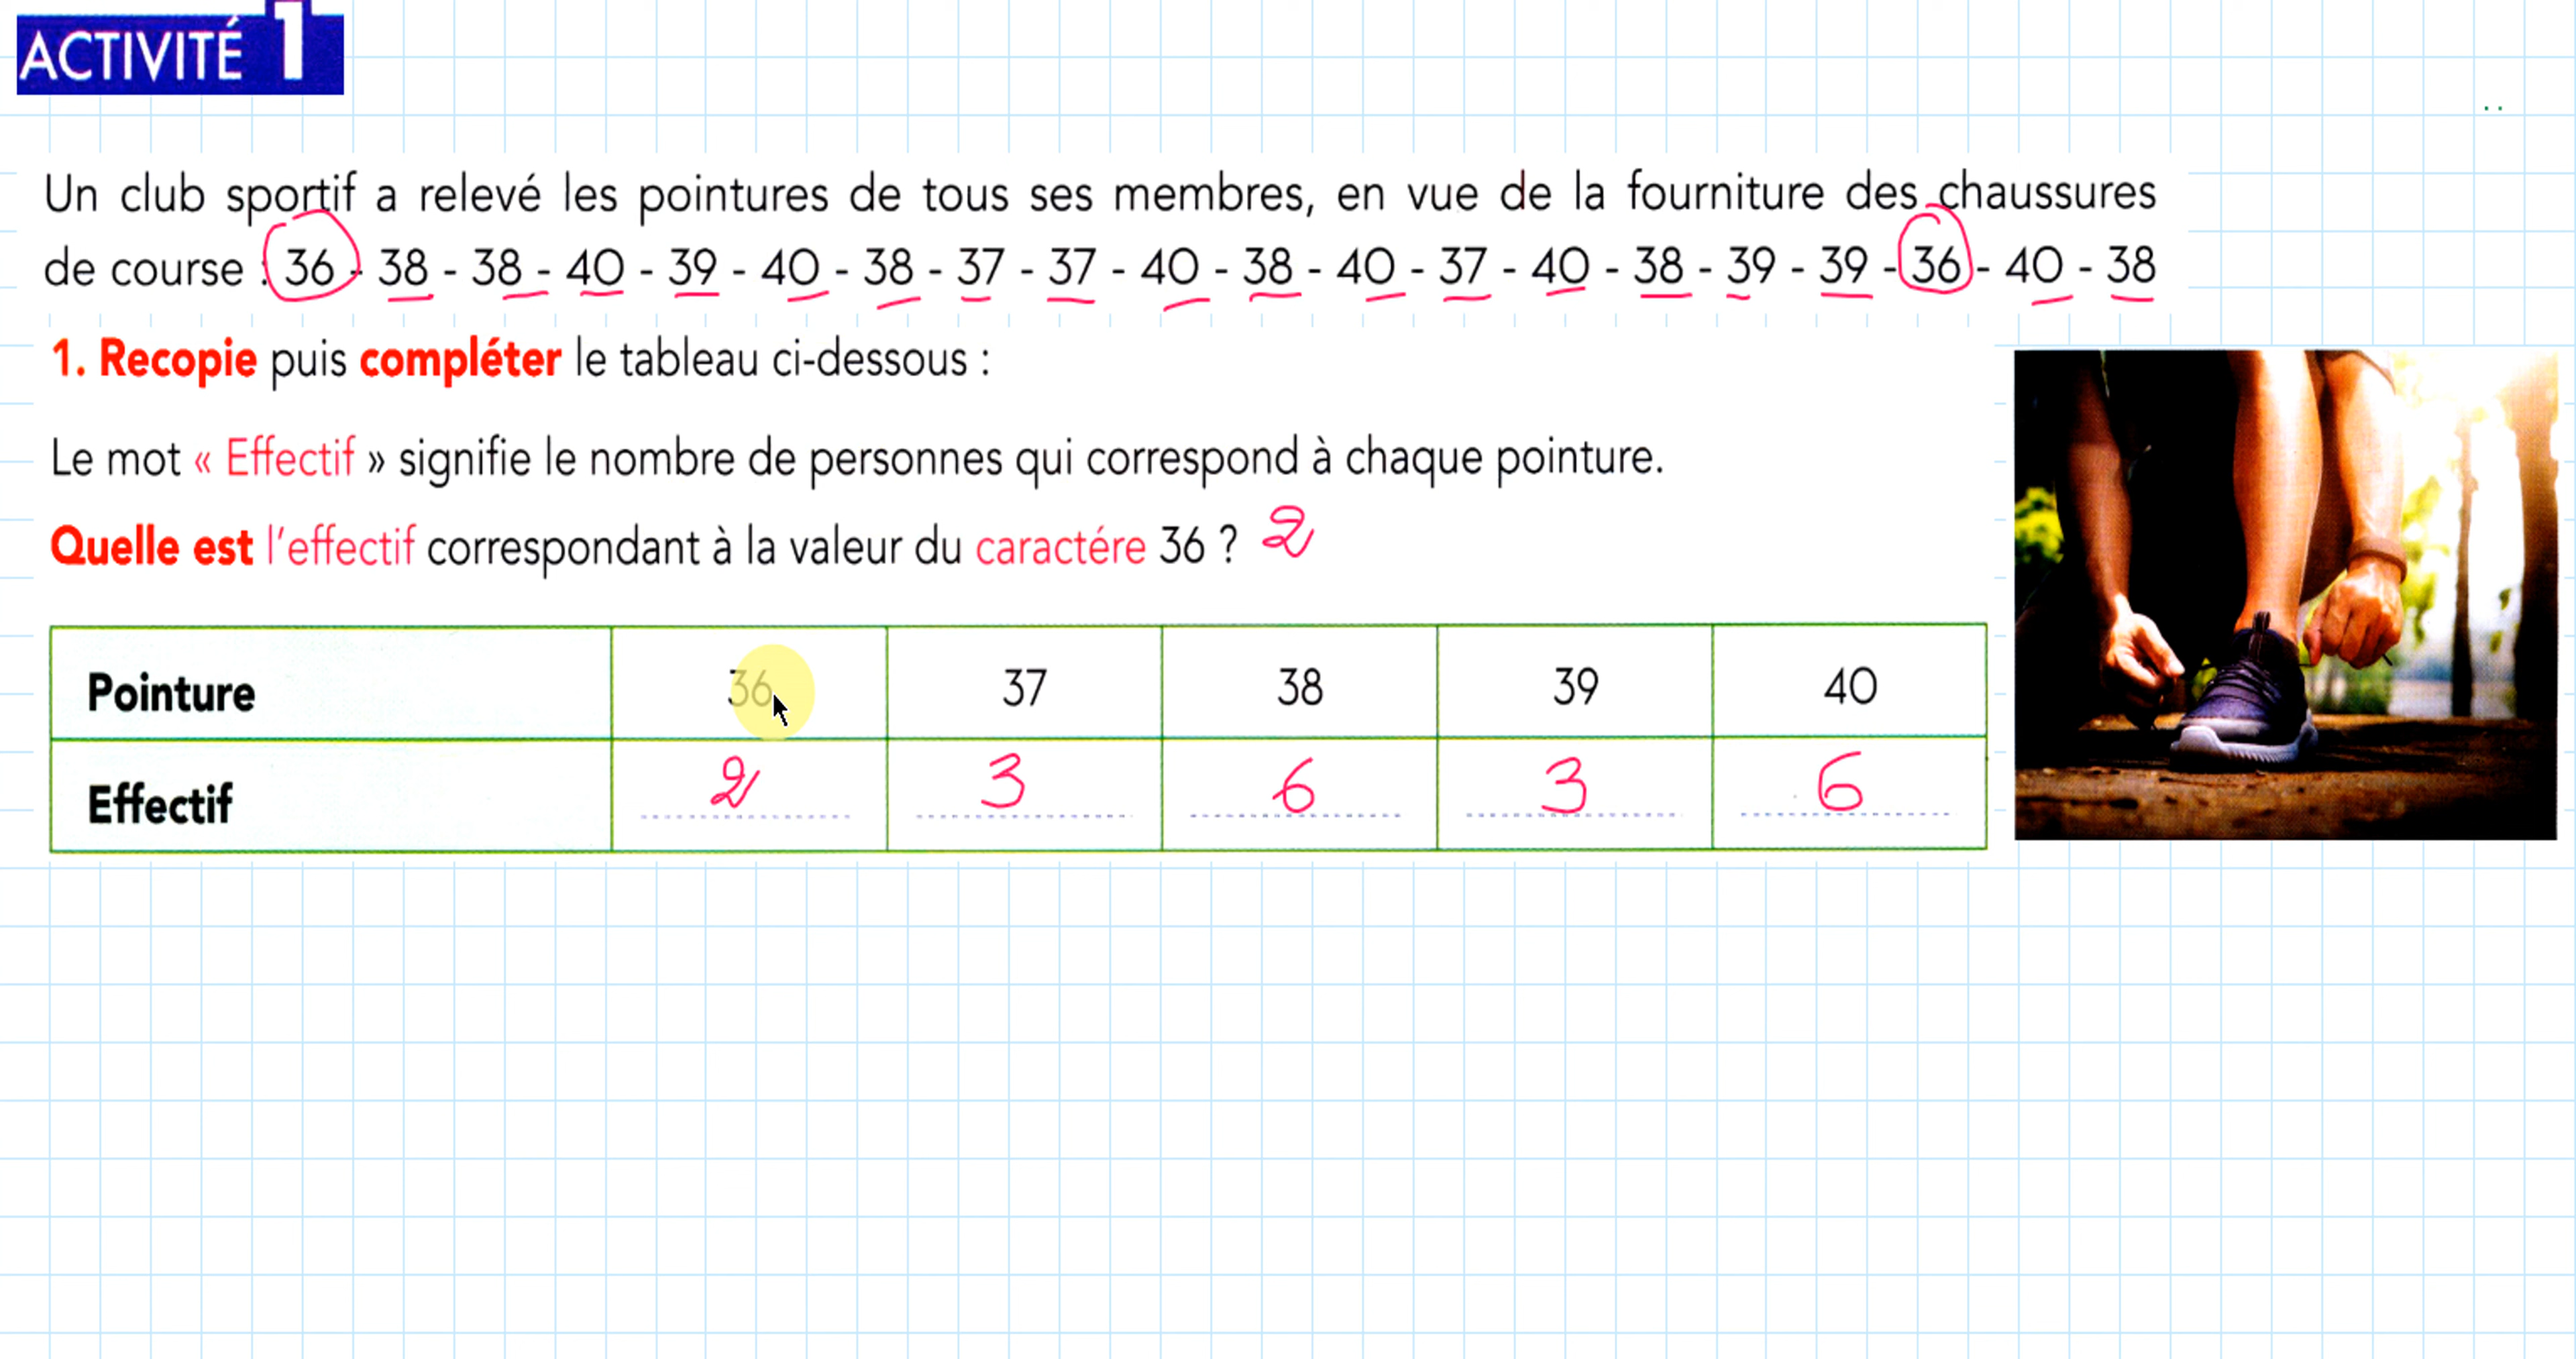 ACTIVITÉ 1
Un club sportif a relevé les pointures de tous ses membres, en vue de la fourniture des chaussures
de course : 36 - 38 - 38 - 40 - 39 - 40 - 38 - 37 - 37 - 40 - 38 - 40 - 37 - 40 - 38 - 39 - 39 - 36 - 40 - 38
1. Recopie puis compléter le tableau ci-dessous :
Le mot « Effectif » signifie le nombre de personnes qui correspond à chaque pointure.
Quelle est l'effectif correspondant à la valeur du caractére 36 ? 2
Pointure 36 37 38 39 40
Effectif 2 3 6 3 6